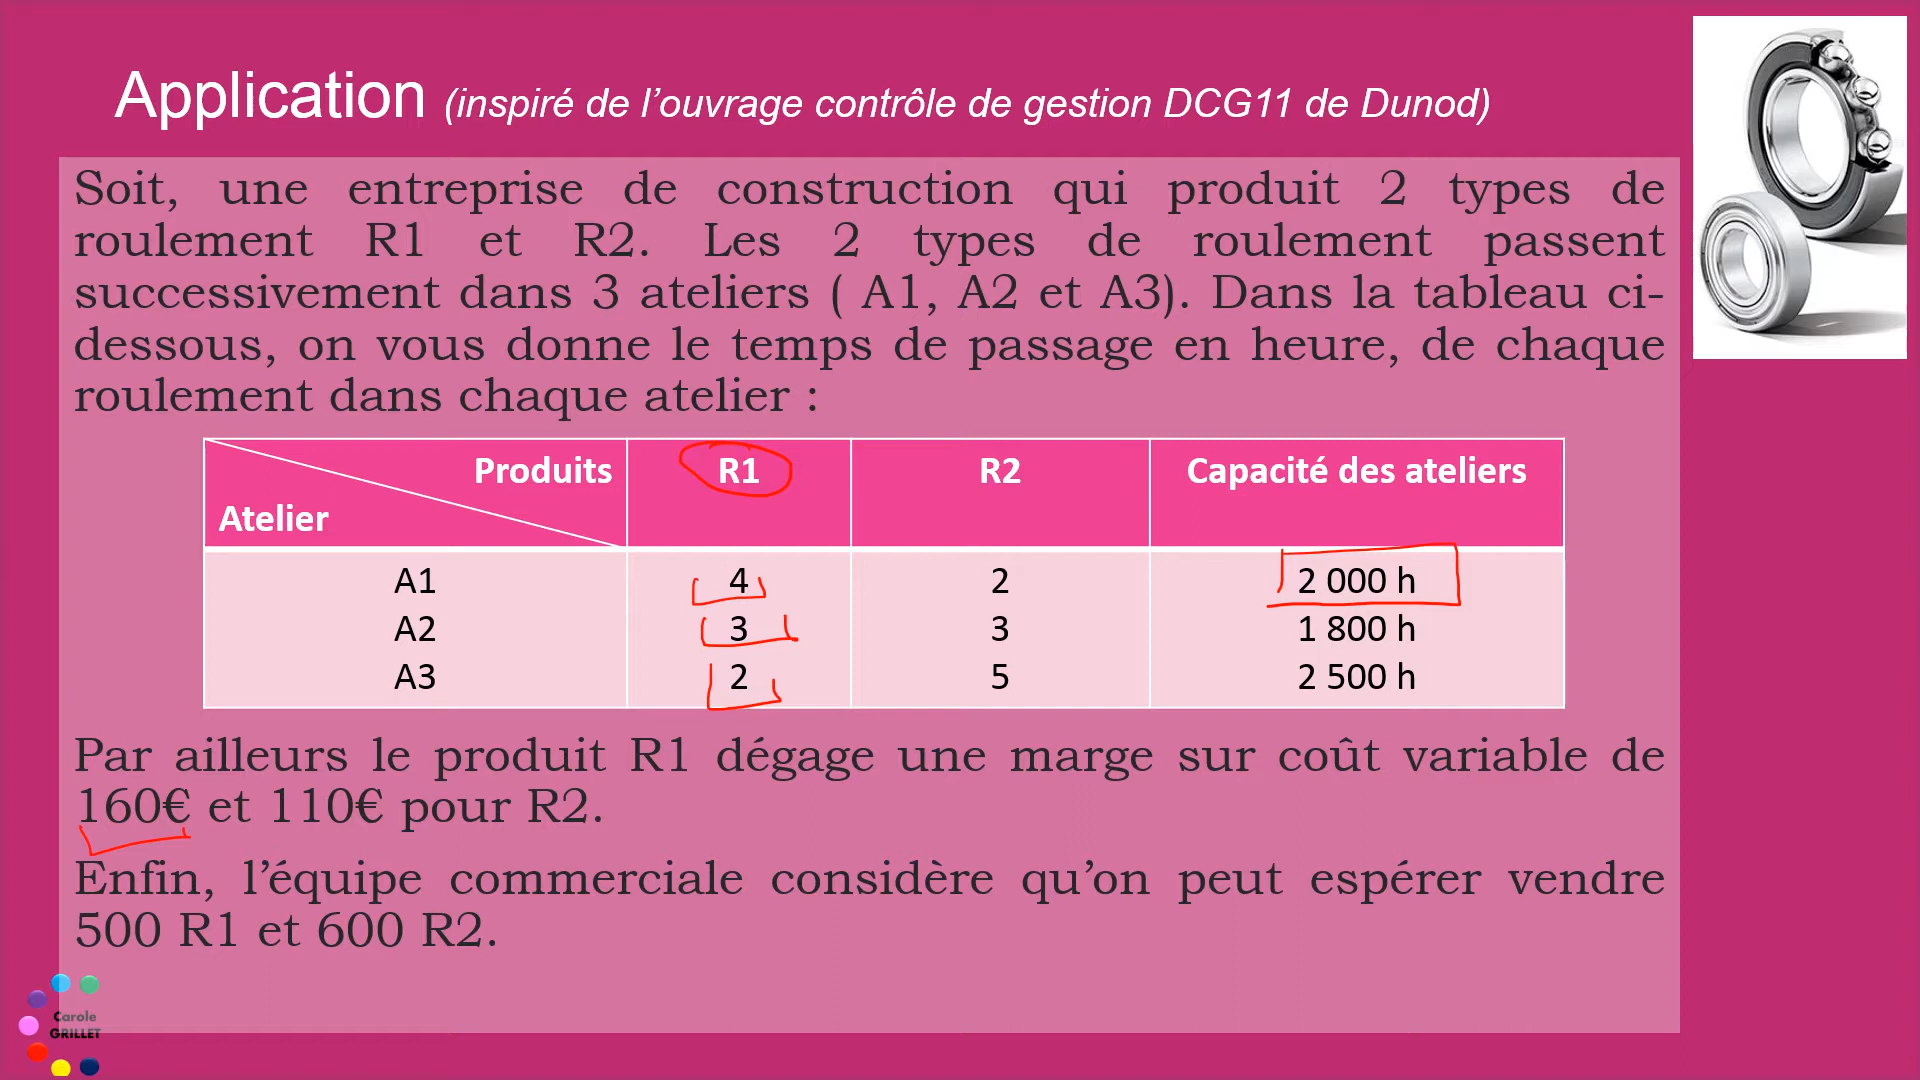 Application (inspiré de l’ouvrage contrôle de gestion DCG11 de Dunod)
Soit, une entreprise de construction qui produit 2 types de
roulement R1 et R2. Les 2 types de roulement passent
successivement dans 3 ateliers ( A1, A2 et A3). Dans la tableau ci-
dessous, on vous donne le temps de passage en heure, de chaque
roulement dans chaque atelier :
Produits R1 R2 Capacité des ateliers
Atelier
A1 4 2 2 000 h
A2 3 3 1 800 h
A3 2 5 2 500 h
Par ailleurs le produit R1 dégage une marge sur coût variable de
160€ et 110€ pour R2.
Enfin, l’équipe commerciale considère qu’on peut espérer vendre
500 R1 et 600 R2.
Carole
GRILLET